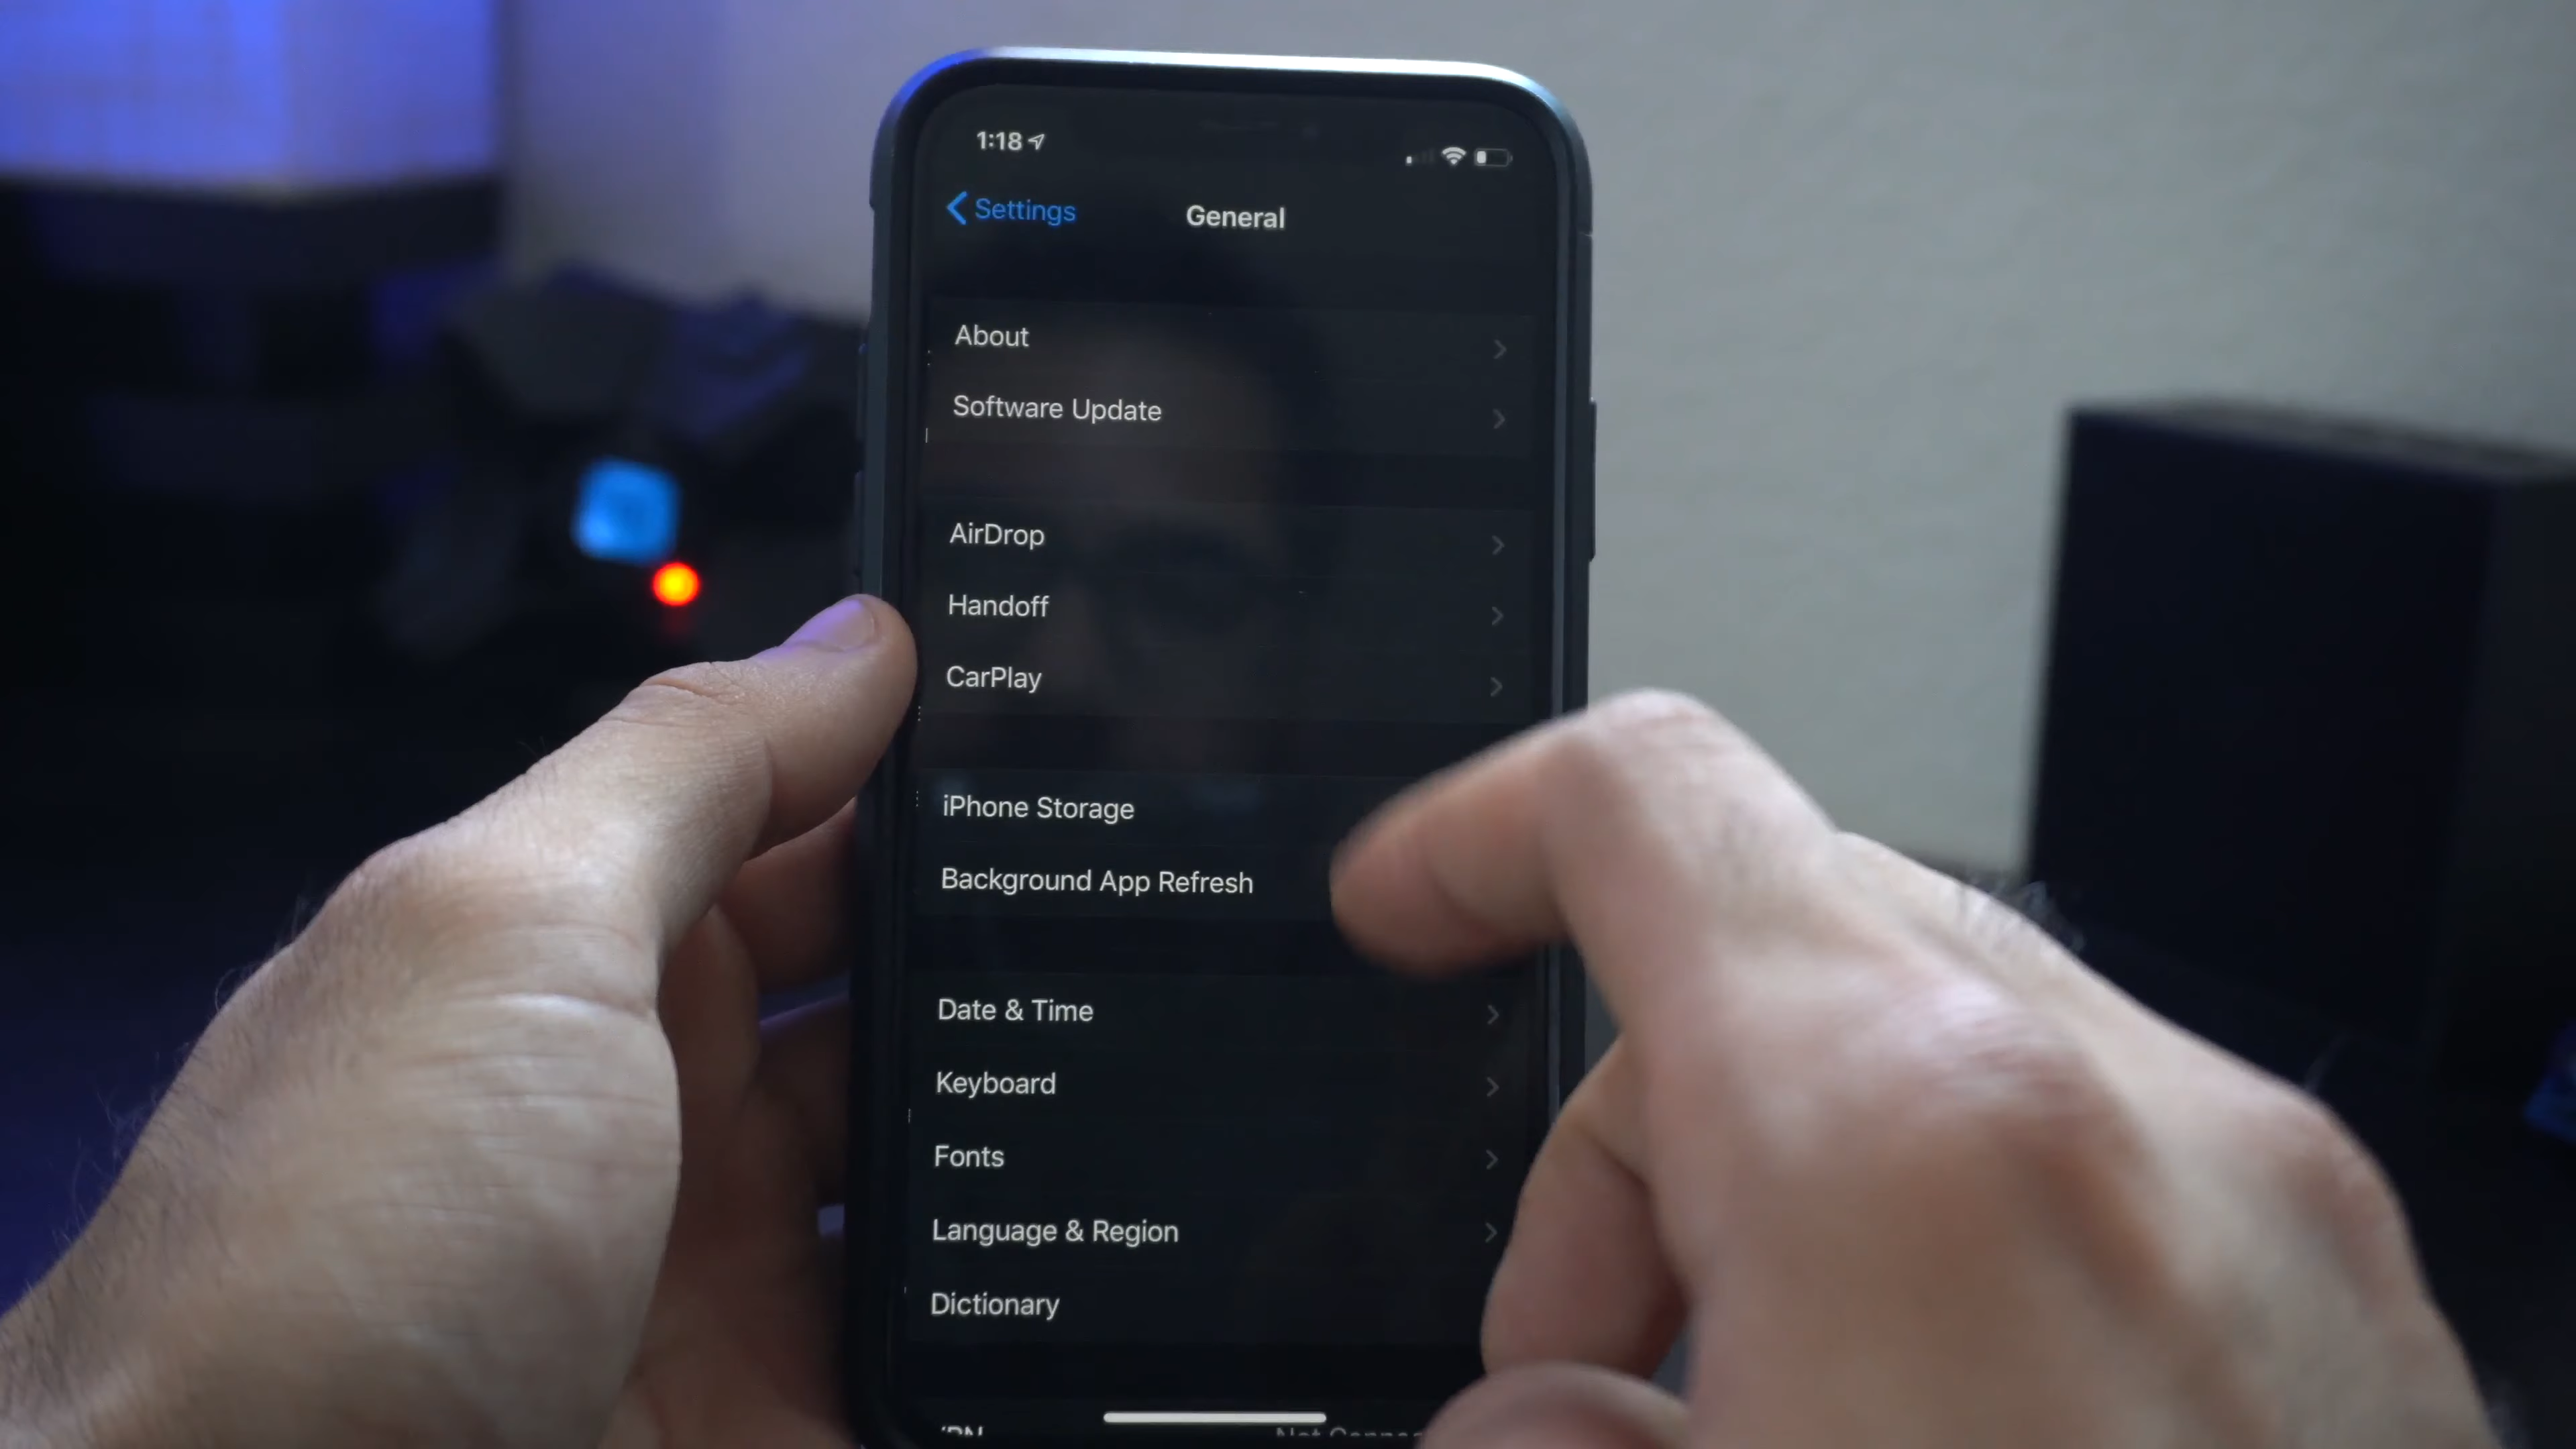 1:18
Settings
General
About
Software Update
AirDrop
Handoff
CarPlay
iPhone Storage
Background App Refresh
Date & Time
Keyboard
Fonts
Language & Region
Dictionary